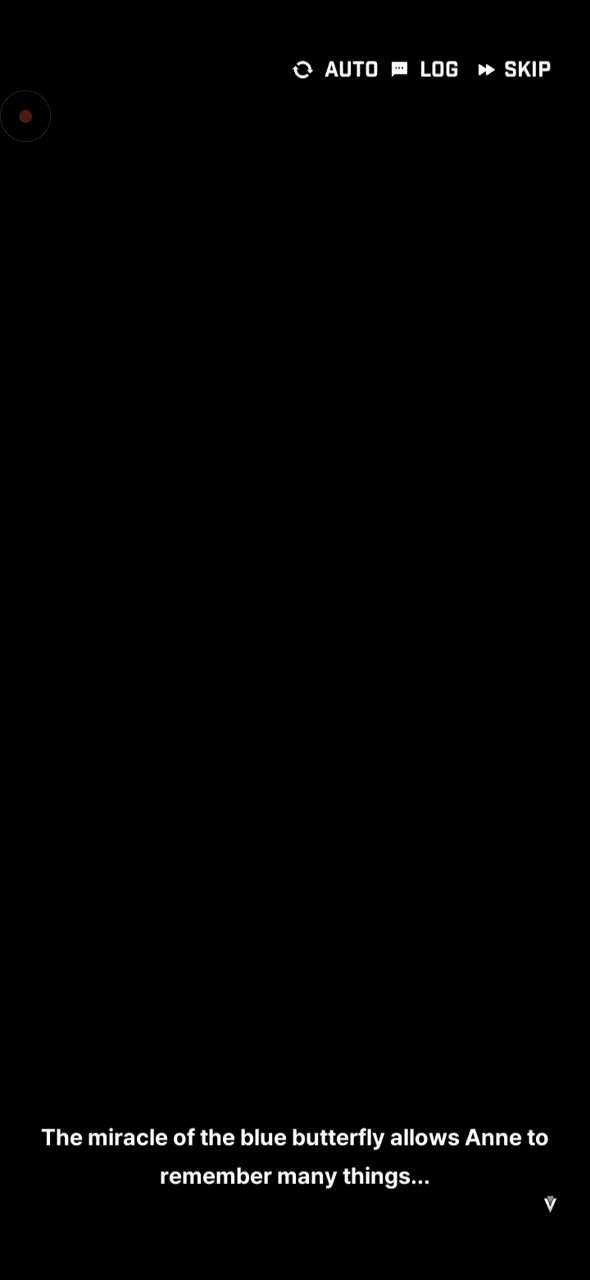 AUTO LOG SKIP
The miracle of the blue butterfly allows Anne to
remember many things...